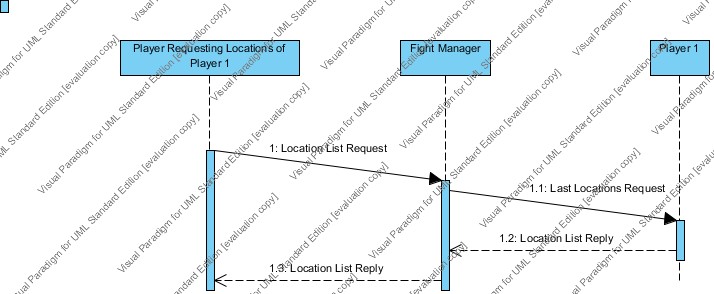 Player Requesting Locations of
Player 1
Fight Manager
Player 1
1: Location List Request
1.1: Last Locations Request
1.2: Location List Reply
1.3: Location List Reply
Visual Paradigm for UML Standard Edition [evaluation copy]